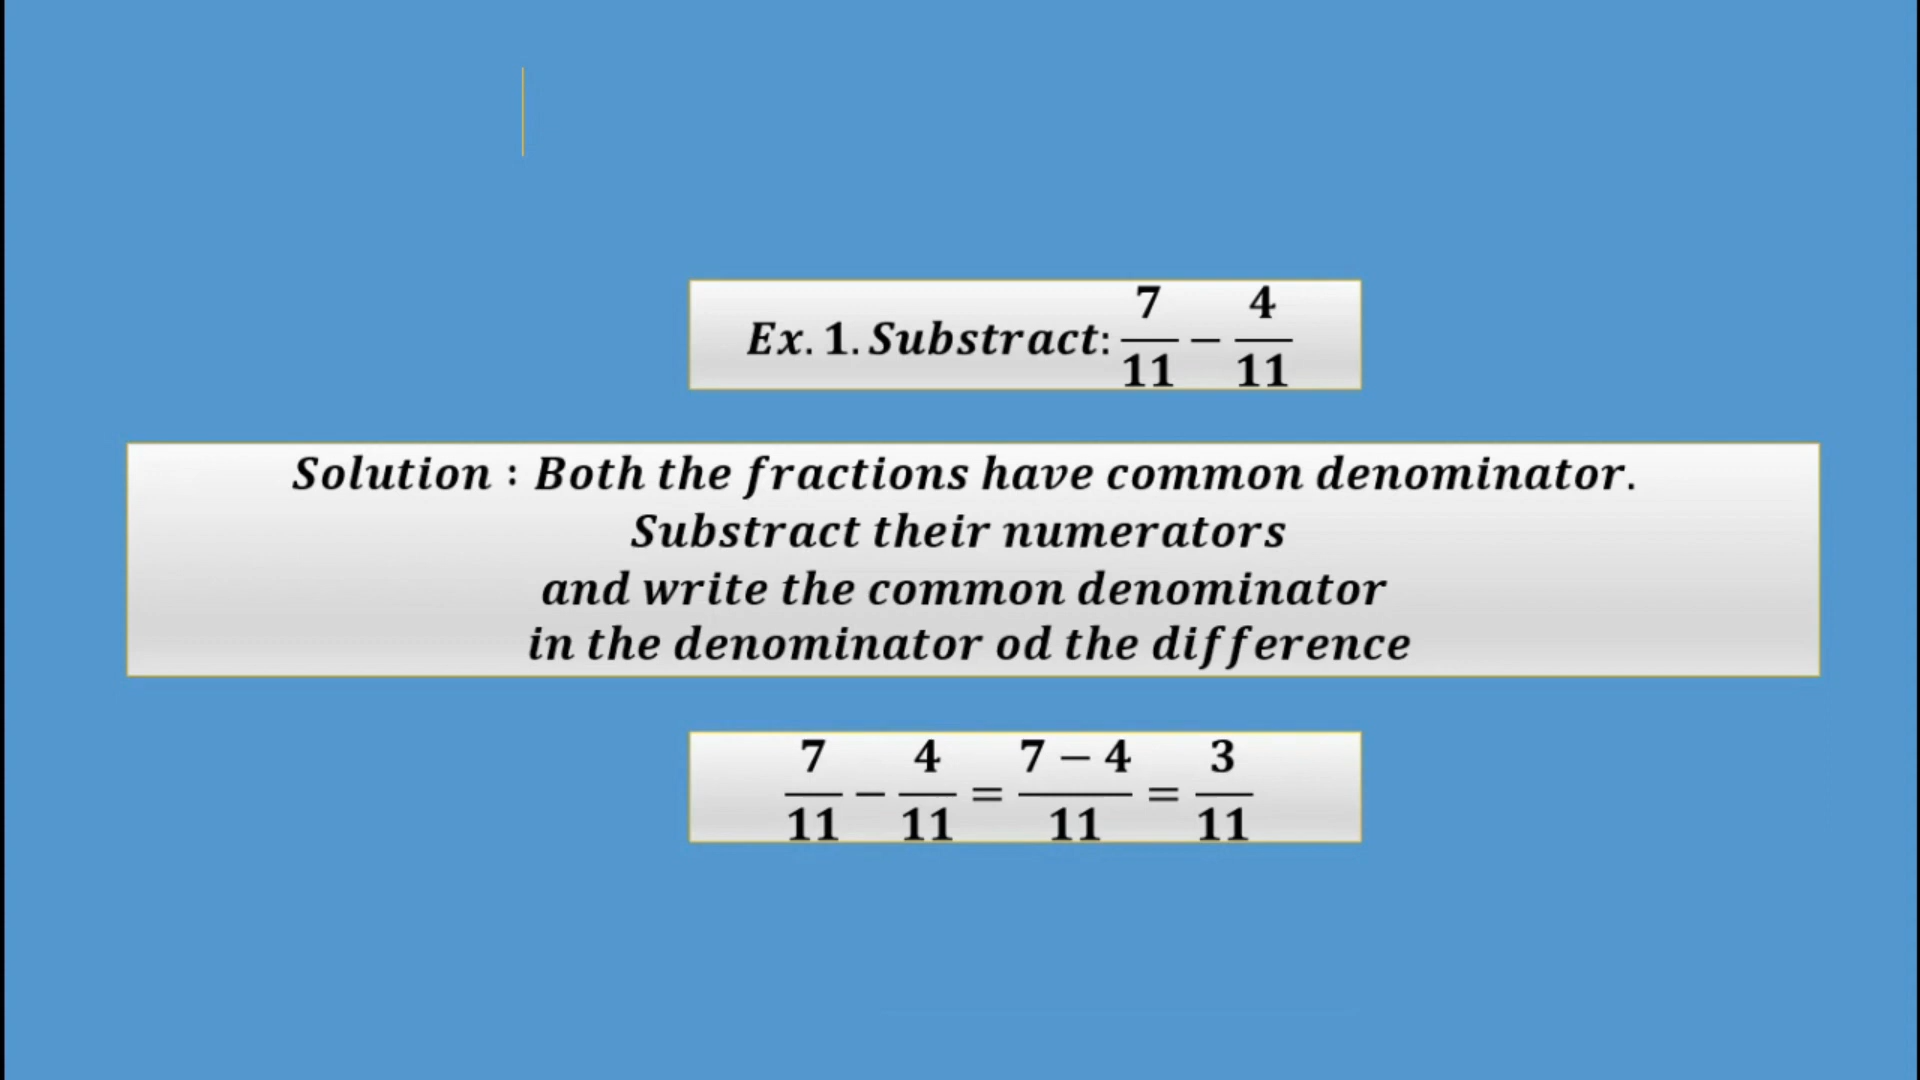 Ex. 1. Substract: 7/11 − 4/11
Solution : Both the fractions have common denominator.
Substract their numerators
and write the common denominator
in the denominator od the difference
7/11 − 4/11 = 7 − 4/11 = 3/11